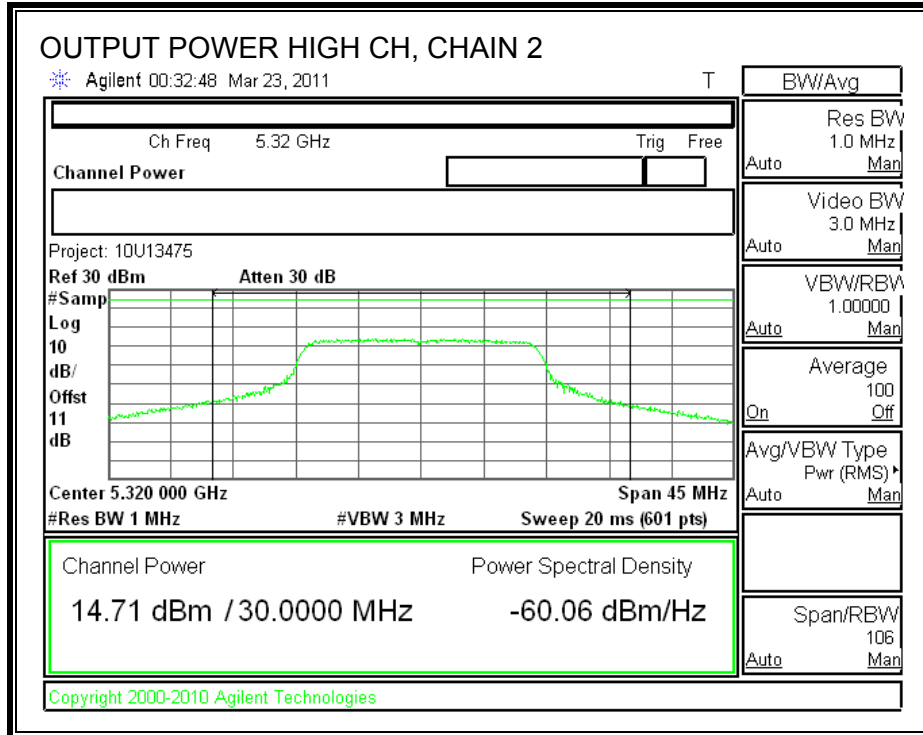 OUTPUT POWER HIGH CH, CHAIN 2
Agilent 00:32:48 Mar 23, 2011 T
Ch Freq 5.32 GHz Trig Free
Channel Power
Project: 10U13475
Ref 30 dBm Atten 30 dB
#Samp
Log
10
dB/
Offst
11
dB
Center 5.320 000 GHz Span 45 MHz
#Res BW 1 MHz #VBW 3 MHz Sweep 20 ms (601 pts)
Channel Power Power Spectral Density
14.71 dBm / 30.0000 MHz -60.06 dBm/Hz
Copyright 2000-2010 Agilent Technologies
BW/Avg
Res BW
1.0 MHz
Auto Man
Video BW
3.0 MHz
Auto Man
VBW/RBW
1.00000
Auto Man
Average
100
On Off
Avg/VBW Type
Pwr (RMS)
Auto Man
Span/RBW
106
Auto Man